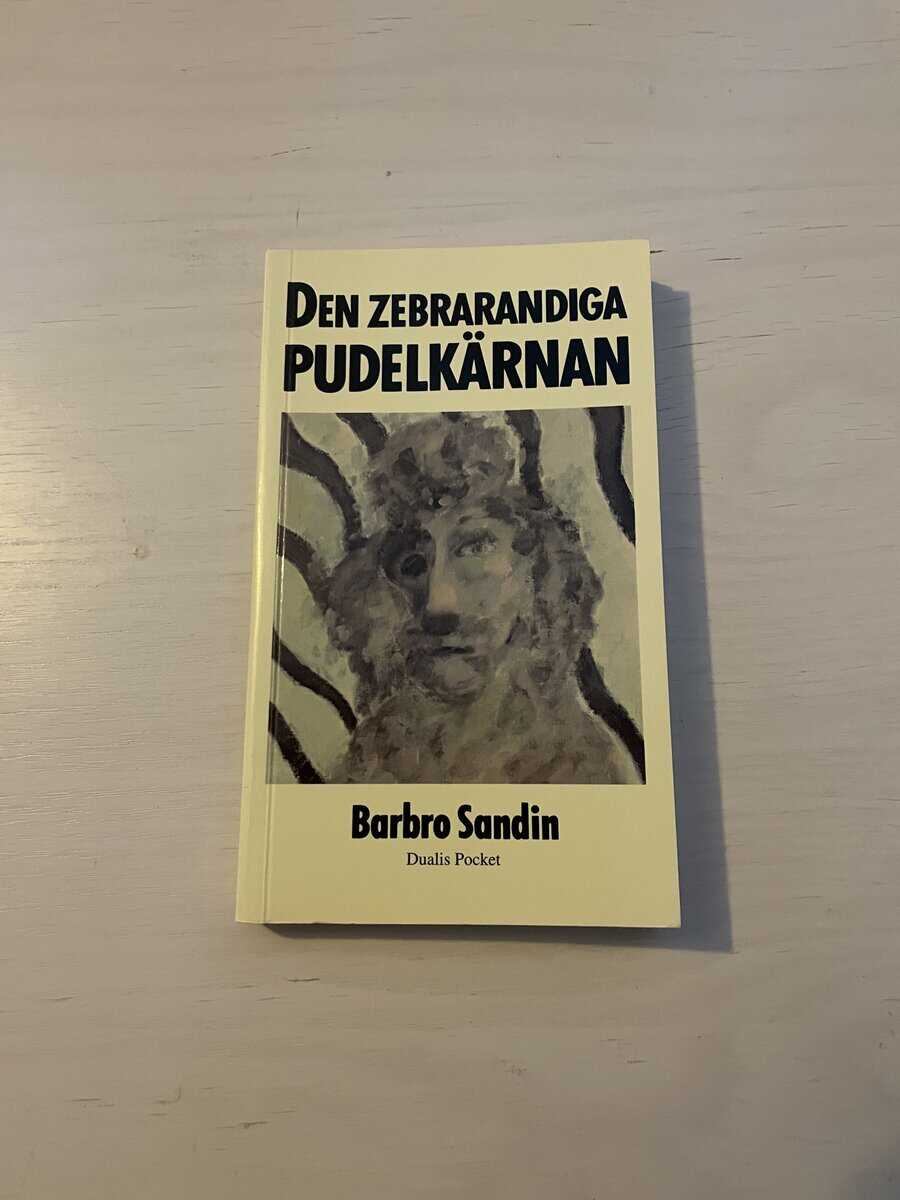 DEN ZEBRARANDIGA
PUDELKÄRNAN
Barbro Sandin
Dualis Pocket